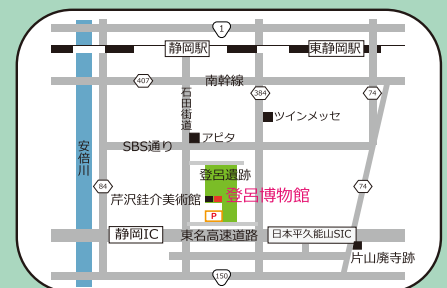 1
静岡駅
東静岡駅
407
南幹線
384
74
石田街道
ツインメッセ
アピタ
SBS通り
安倍川
登呂遺跡
84
74
芹沢銈介美術館
登呂博物館
P
静岡IC
東名高速道路
日本平久能山SIC
片山廃寺跡
150